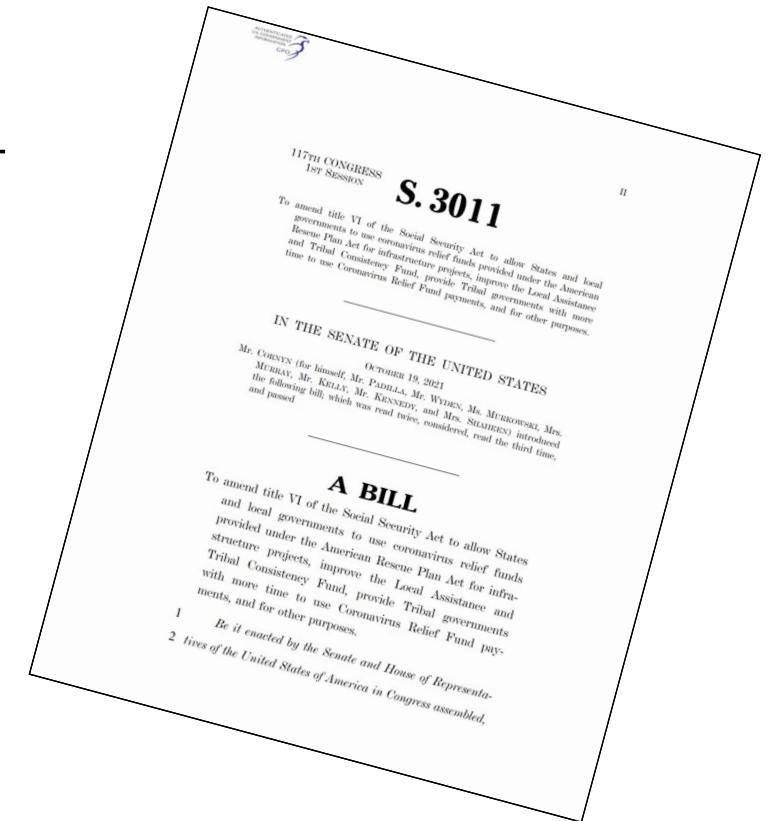 AUTHENTICATED
U.S. GOVERNMENT
INFORMATION
GPO
II
117TH CONGRESS
1ST SESSION
S. 3011
To amend title VI of the Social Security Act to allow States and local
governments to use coronavirus relief funds provided under the American
Rescue Plan Act for infrastructure projects, improve the Local Assistance
and Tribal Consistency Fund, provide Tribal governments with more
time to use Coronavirus Relief Fund payments, and for other purposes.
IN THE SENATE OF THE UNITED STATES
OCTOBER 19, 2021
Mr. CORNYN (for himself, Mr. PADILLA, Mr. WYDEN, Ms. MURKOWSKI, Mrs.
MURRAY, Mr. KELLY, Mr. KENNEDY, and Mrs. SHAHEEN) introduced
the following bill; which was read twice, considered, read the third time,
and passed
A BILL
To amend title VI of the Social Security Act to allow States
and local governments to use coronavirus relief funds
provided under the American Rescue Plan Act for infra-
structure projects, improve the Local Assistance and
Tribal Consistency Fund, provide Tribal governments
with more time to use Coronavirus Relief Fund pay-
ments, and for other purposes.
1 Be it enacted by the Senate and House of Representa-
2 tives of the United States of America in Congress assembled,